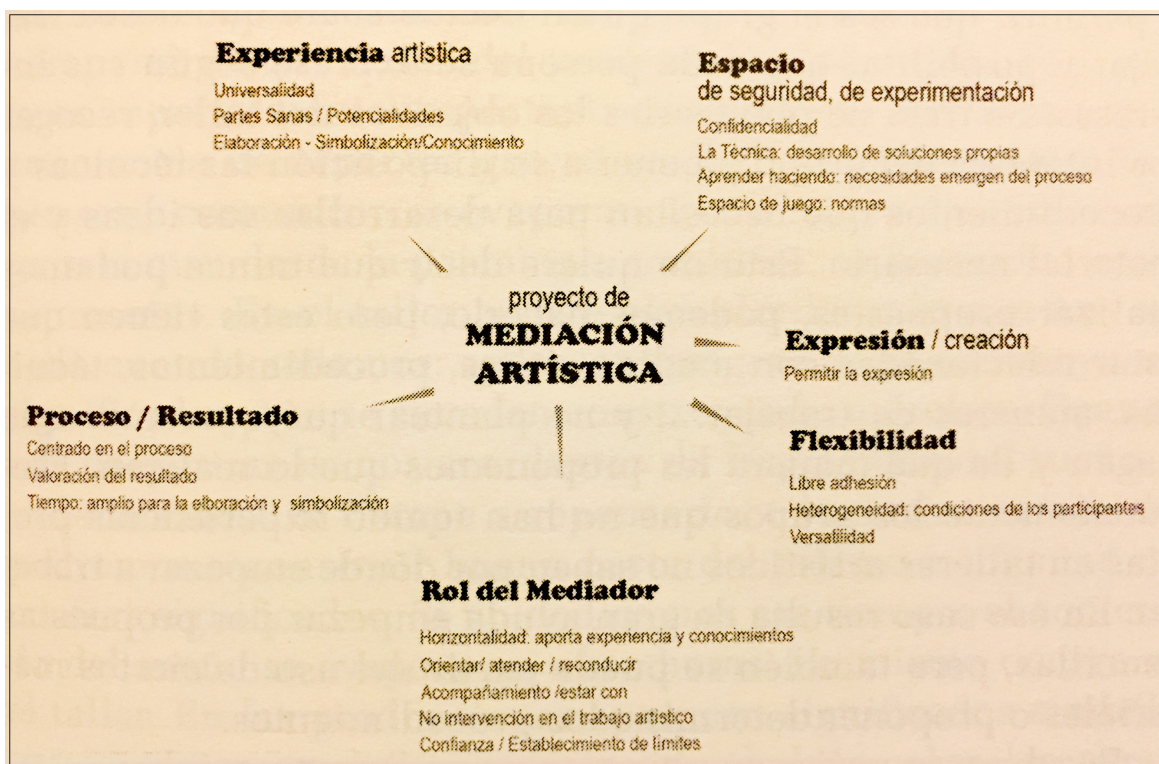 Experiencia artística
Universalidad
Partes Sanas / Potencialidades
Elaboración - Simbolización/Conocimiento
Espacio
de seguridad, de experimentación
Confidencialidad
La Tècnica: desarrollo de soluciones propias
Aprender haciendo: necesidades emergen del proceso
Espacio de juego: normas
proyecto de
MEDIACIÓN
ARTÍSTICA
Expresión / creación
Permitir la expresión
Proceso / Resultado
Centrado en el proceso
Valoración del resultado
Tiempo: amplio para la elboración y simbolización
Flexibilidad
Libre adhesión
Heterogeneidad: condiciones de los participantes
Versatilidad
Rol del Mediador
Horizontalidad: aporta experiencia y conocimientos
Orientar/ atender / reconducir
Acompañamiento /estar con
No intervención en el trabajo artístico
Confianza / Establecimiento de límites